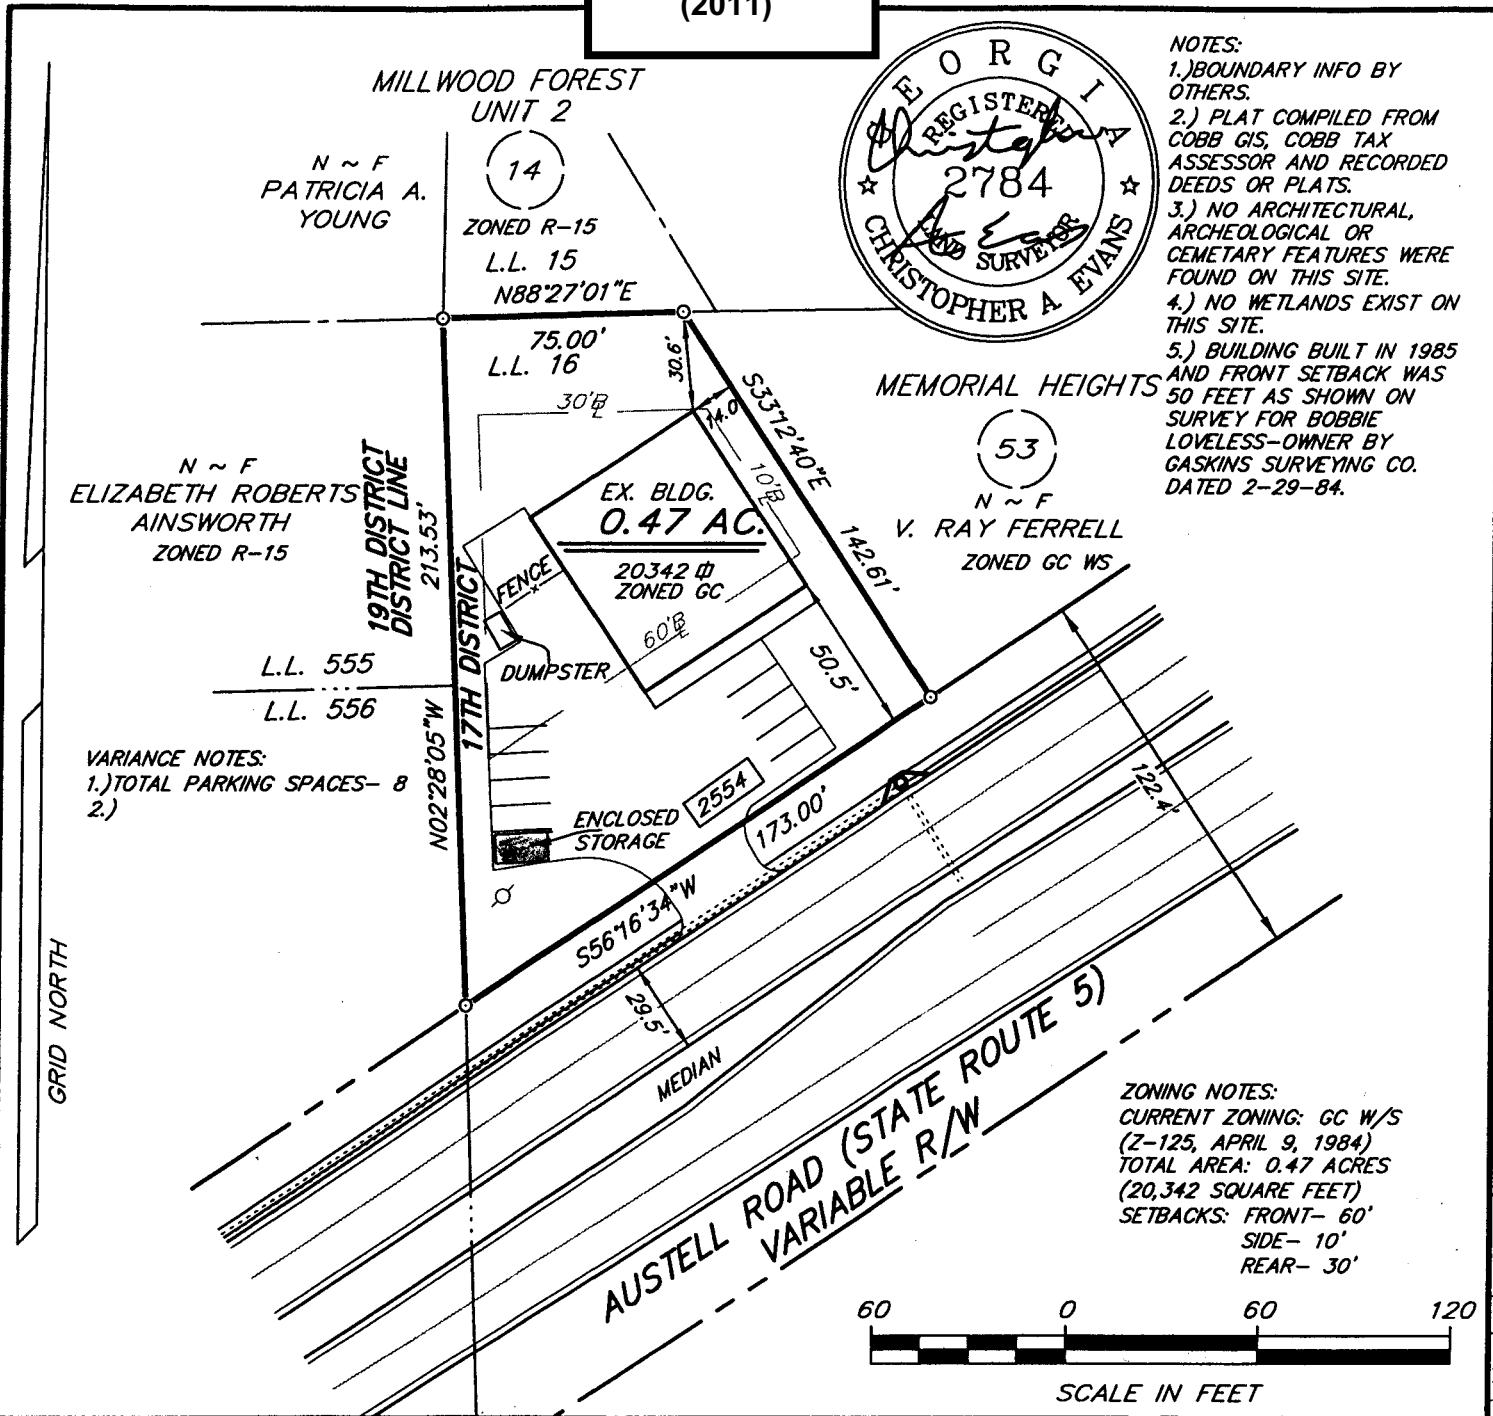 (2011)
MILLWOOD FOREST
UNIT 2
14
ZONED R-15
N ~ F
PATRICIA A.
YOUNG
L.L. 15
N88°27'01"E
75.00'
L.L. 16
GEORGIA
REGISTERED
2784
LAND SURVEYOR
CHRISTOPHER A EVANS
NOTES:
1.)BOUNDARY INFO BY
OTHERS.
2.) PLAT COMPILED FROM
COBB GIS, COBB TAX
ASSESSOR AND RECORDED
DEEDS OR PLATS.
3.) NO ARCHITECTURAL,
ARCHEOLOGICAL OR
CEMETARY FEATURES WERE
FOUND ON THIS SITE.
4.) NO WETLANDS EXIST ON
THIS SITE.
5.) BUILDING BUILT IN 1985
AND FRONT SETBACK WAS
50 FEET AS SHOWN ON
SURVEY FOR BOBBIE
LOVELESS-OWNER BY
GASKINS SURVEYING CO.
DATED 2-29-84.
30.6'
S33°12'40"E
142.61'
14.0'
30'BL
10'BL
MEMORIAL HEIGHTS
53
N ~ F
V. RAY FERRELL
ZONED GC WS
N ~ F
ELIZABETH ROBERTS
AINSWORTH
ZONED R-15
19TH DISTRICT
DISTRICT LINE
213.53'
17TH DISTRICT
EX. BLDG.
0.47 AC.
20342 ⏍
ZONED GC
FENCE
60'BL
DUMPSTER
50.5'
L.L. 555
L.L. 556
N02°28'05"W
VARIANCE NOTES:
1.)TOTAL PARKING SPACES- 8
2.)
ENCLOSED
STORAGE
2554
173.00'
122.4'
S56°16'34"W
29.5'
MEDIAN
GRID NORTH
AUSTELL ROAD (STATE ROUTE 5)
VARIABLE R/W
ZONING NOTES:
CURRENT ZONING: GC W/S
(Z-125, APRIL 9, 1984)
TOTAL AREA: 0.47 ACRES
(20,342 SQUARE FEET)
SETBACKS: FRONT- 60'
SIDE- 10'
REAR- 30'
60 0 60 120
SCALE IN FEET